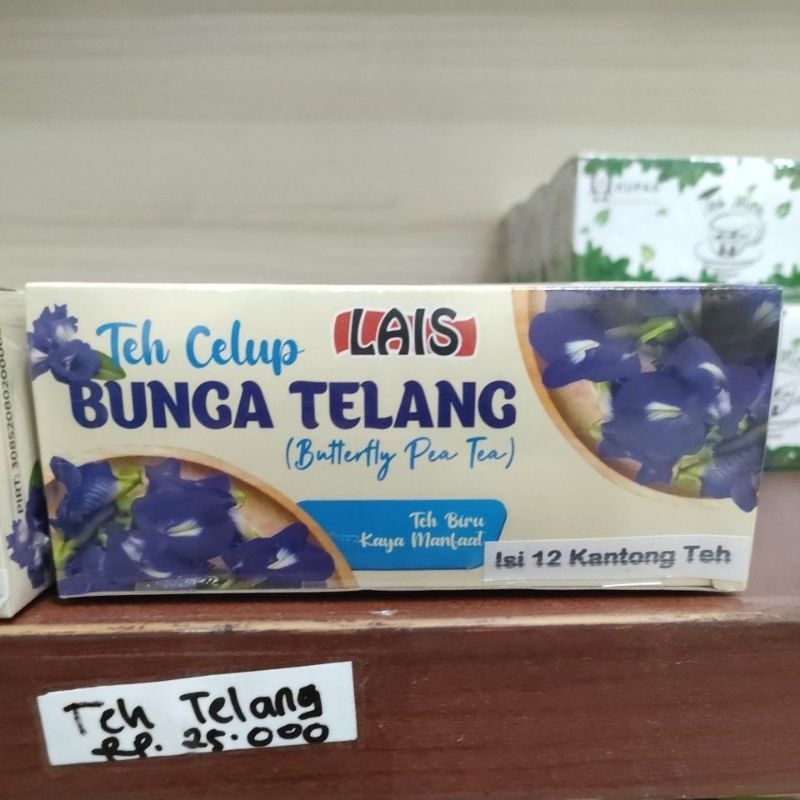 Teh Celup
LAIS
BUNGA TELANG
(Butterfly Pea Tea)
Teh Biru
Kaya Manfaat
Isi 12 Kantong Teh
Teh Telang
Rp. 25.000